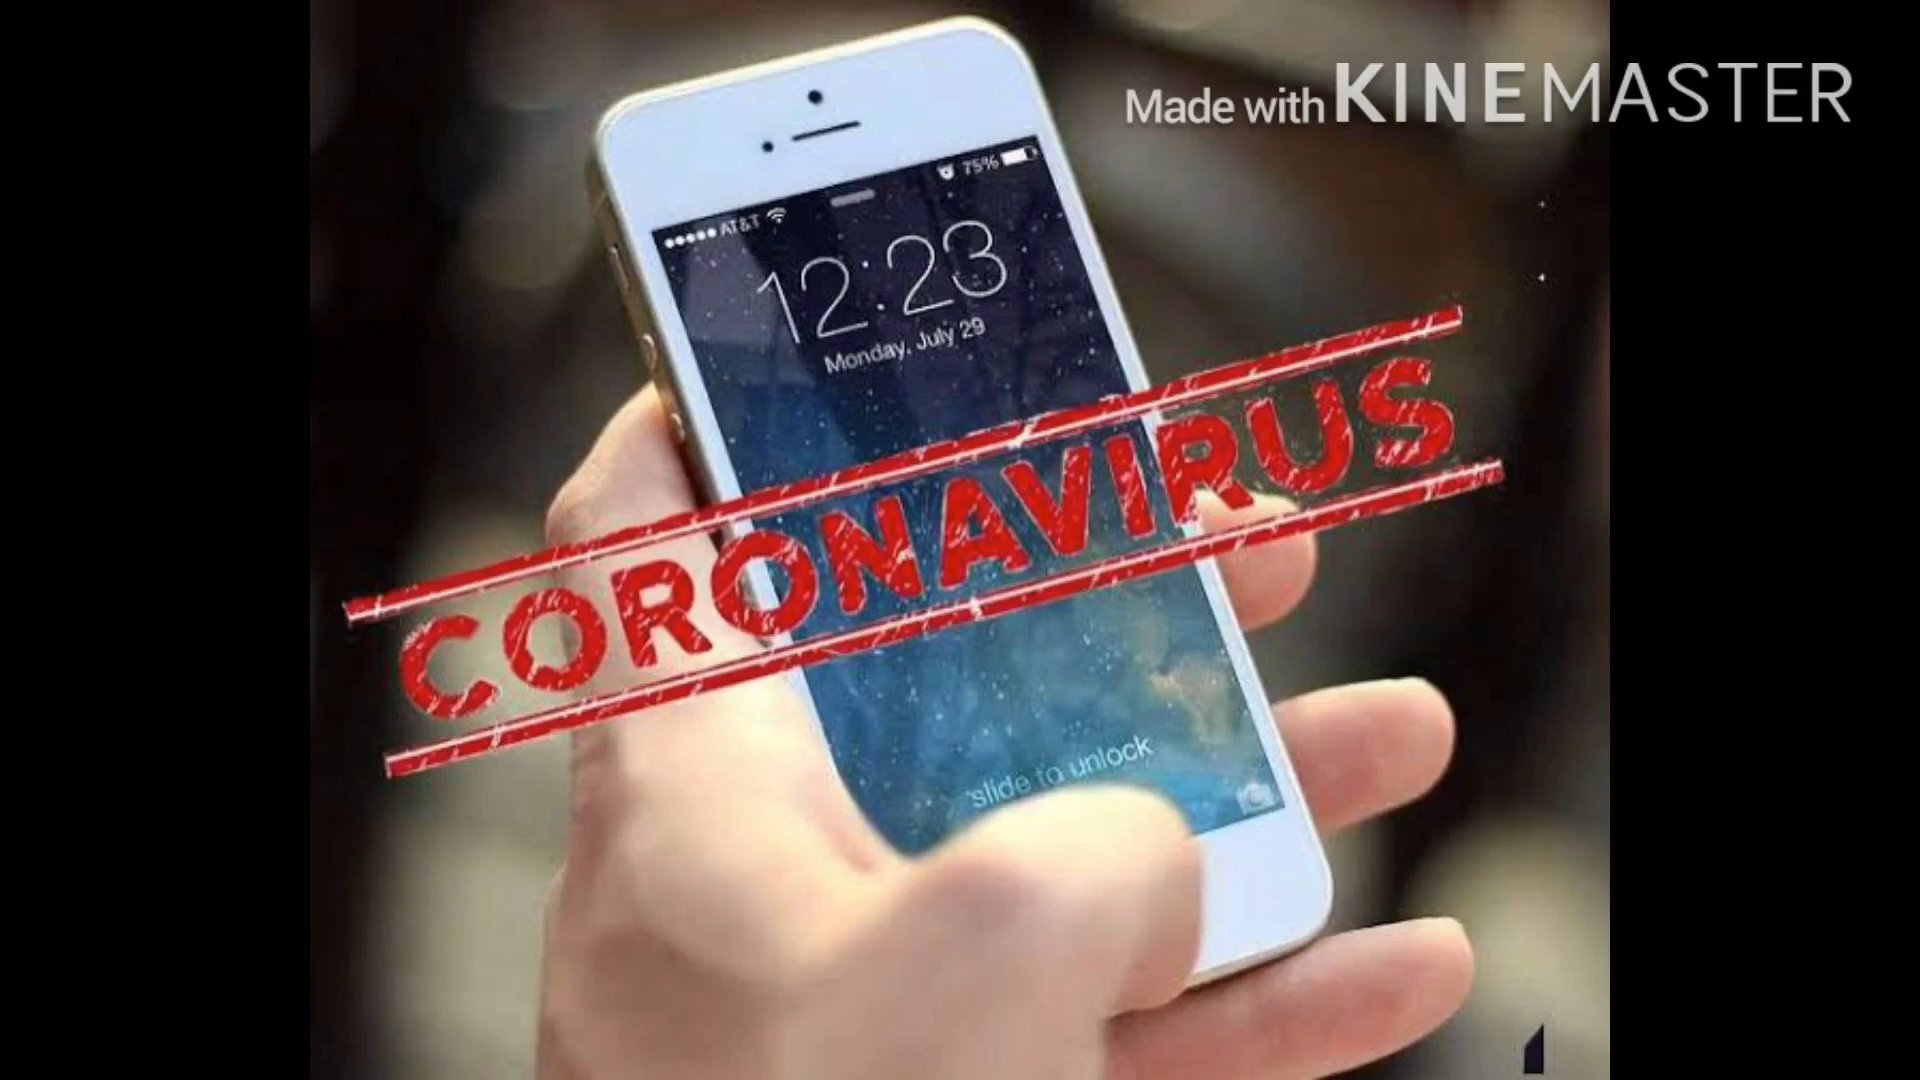 Made with KINEMASTER
AT&T 75%
12:23
Monday, July 29
CORONAVIRUS
slide to unlock